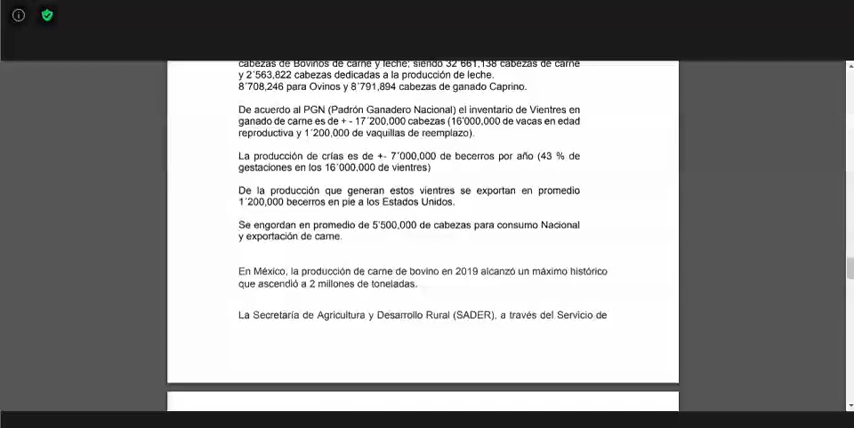 cabezas de Bovinos de carne y leche; siendo 32´661,138 cabezas de carne
y 2´563,822 cabezas dedicadas a la producción de leche.
8´708,246 para Ovinos y 8´791,894 cabezas de ganado Caprino.
De acuerdo al PGN (Padrón Ganadero Nacional) el inventario de Vientres en
ganado de carne es de + - 17´200,000 cabezas (16'000,000 de vacas en edad
reproductiva y 1´200,000 de vaquillas de reemplazo).
La producción de crías es de +- 7'000,000 de becerros por año (43 % de
gestaciones en los 16´000,000 de vientres)
De la producción que generan estos vientres se exportan en promedio
1´200,000 becerros en pie a los Estados Unidos.
Se engordan en promedio de 5'500,000 de cabezas para consumo Nacional
y exportación de carne.
En México, la producción de carne de bovino en 2019 alcanzó un máximo histórico
que ascendió a 2 millones de toneladas.
La Secretaría de Agricultura y Desarrollo Rural (SADER), a través del Servicio de